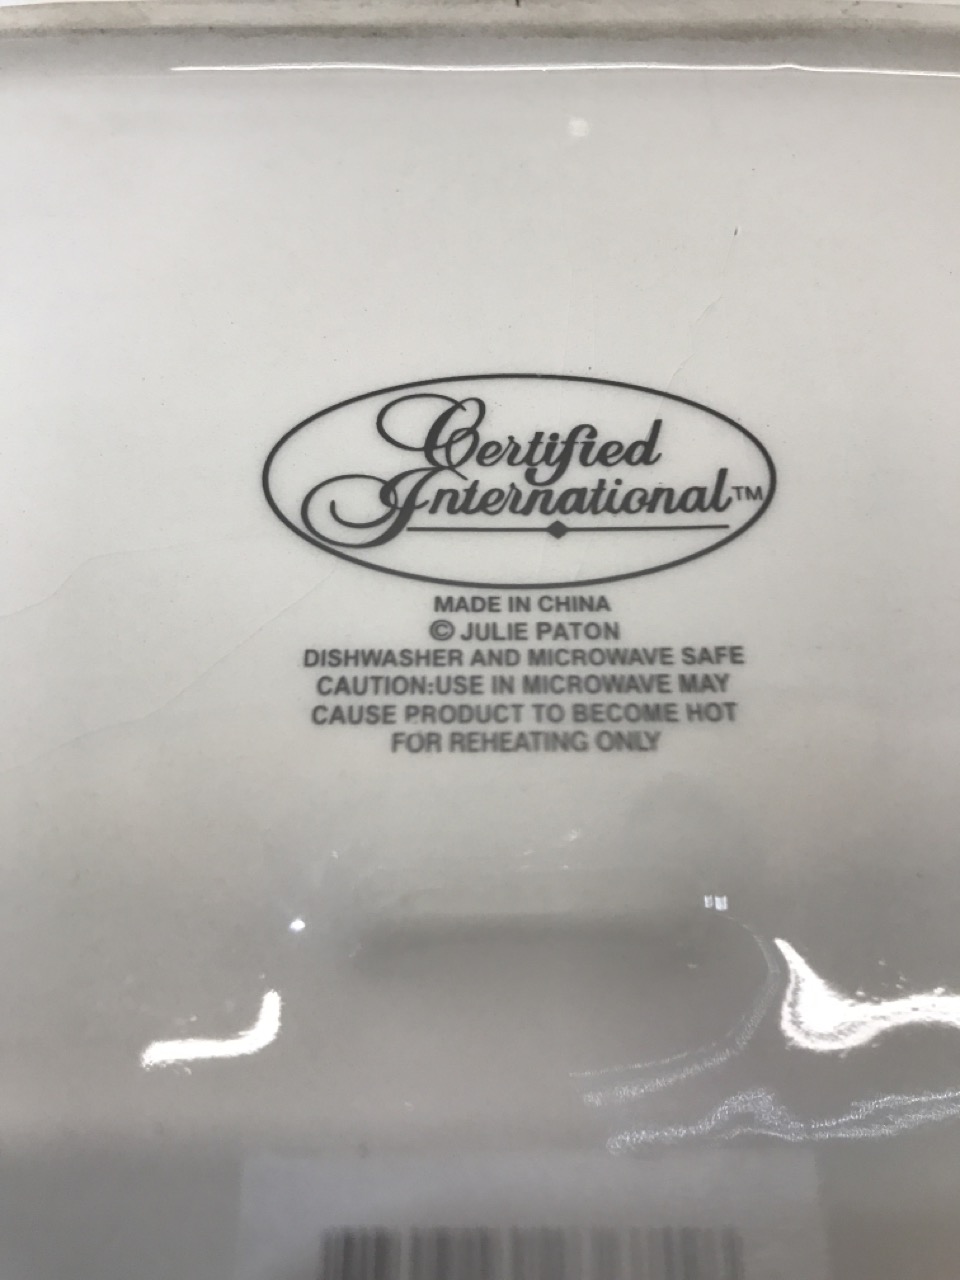 Certified
International™
MADE IN CHINA
© JULIE PATON
DISHWASHER AND MICROWAVE SAFE
CAUTION:USE IN MICROWAVE MAY
CAUSE PRODUCT TO BECOME HOT
FOR REHEATING ONLY